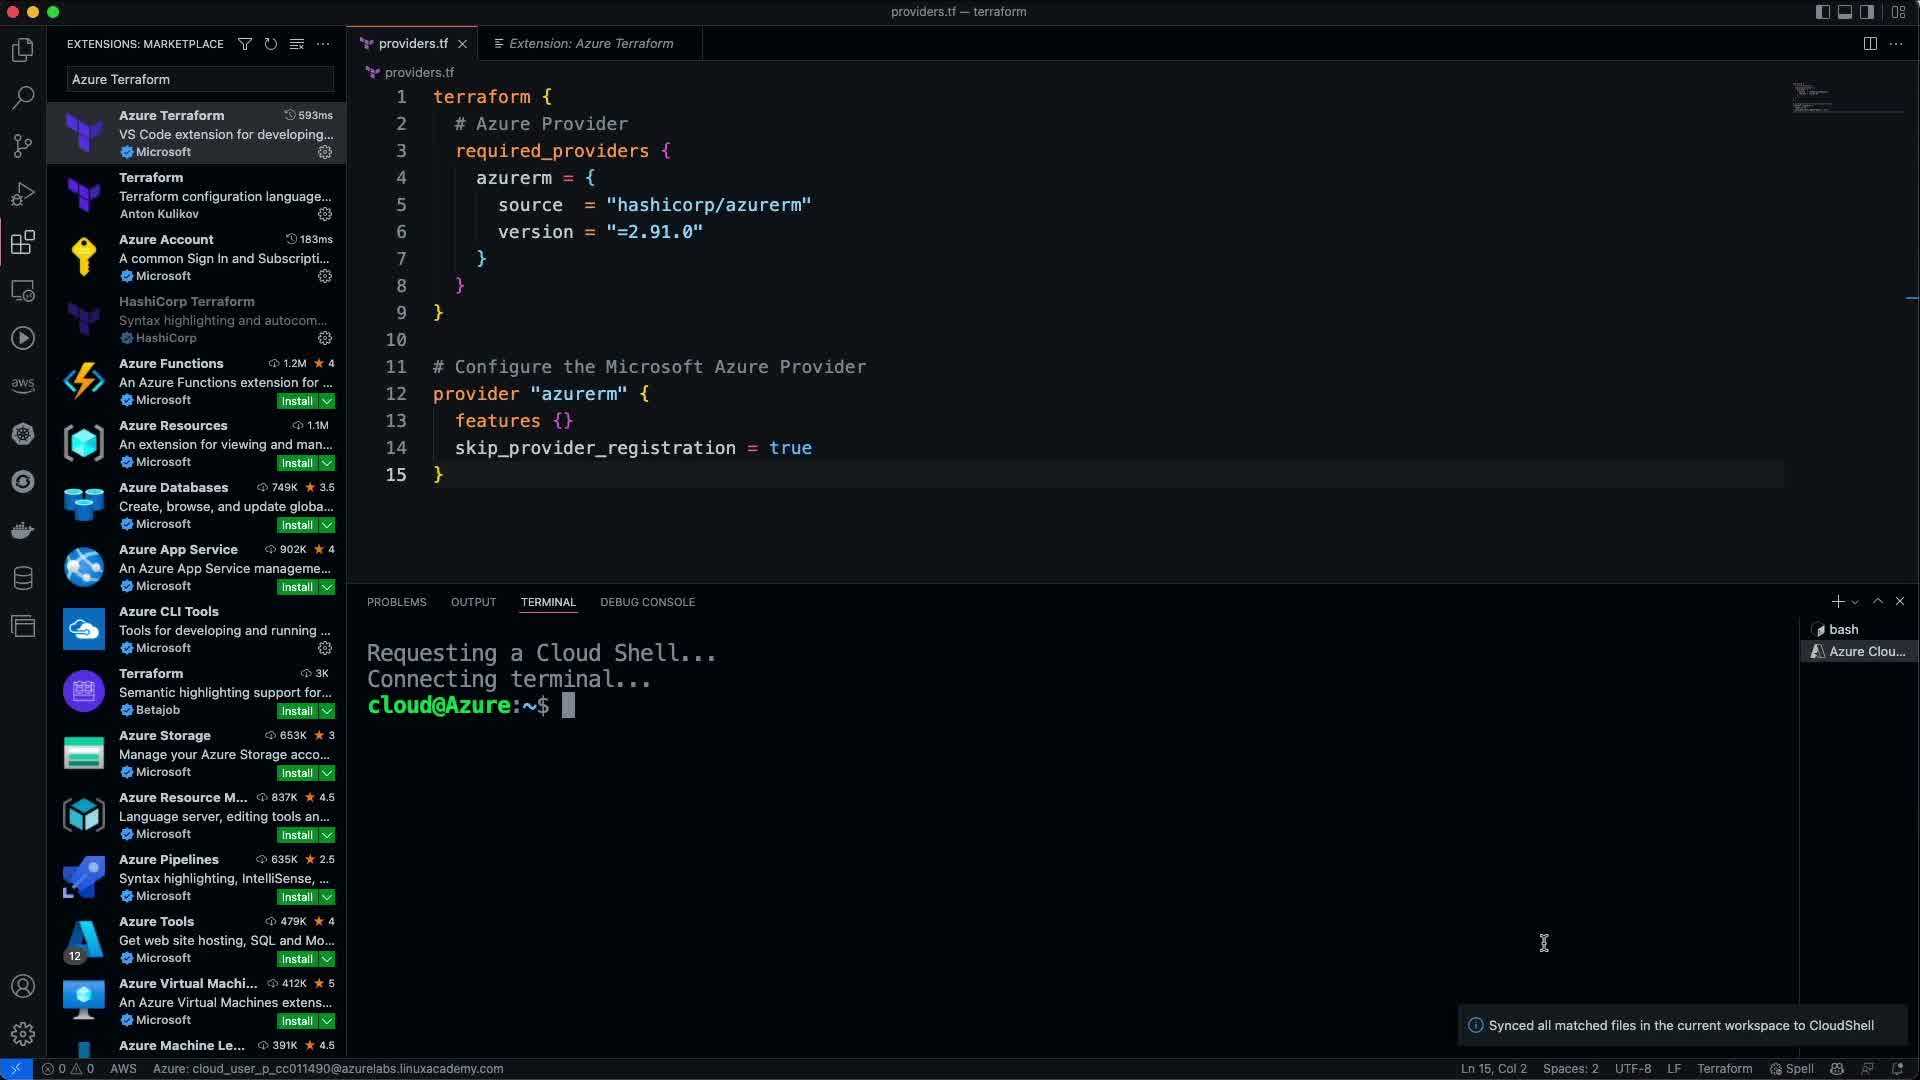 providers.tf — terraform
EXTENSIONS: MARKETPLACE
Azure Terraform
Azure Terraform 593ms
VS Code extension for developing...
Microsoft
Terraform
Terraform configuration language...
Anton Kulikov
Azure Account 183ms
A common Sign In and Subscripti...
Microsoft
HashiCorp Terraform
Syntax highlighting and autocom...
HashiCorp
Azure Functions 1.2M ★ 4
An Azure Functions extension for ...
Microsoft Install
Azure Resources 1.1M
An extension for viewing and man...
Microsoft Install
Azure Databases 749K ★ 3.5
Create, browse, and update globa...
Microsoft Install
Azure App Service 902K ★ 4
An Azure App Service manageme...
Microsoft Install
Azure CLI Tools
Tools for developing and running ...
Microsoft
Terraform 3K
Semantic highlighting support for...
Betajob Install
Azure Storage 653K ★ 3
Manage your Azure Storage acco...
Microsoft Install
Azure Resource M... 837K ★ 4.5
Language server, editing tools an...
Microsoft Install
Azure Pipelines 635K ★ 2.5
Syntax highlighting, IntelliSense, ...
Microsoft Install
Azure Tools 479K ★ 4
Get web site hosting, SQL and Mo...
12 Microsoft Install
Azure Virtual Machi... 412K ★ 5
An Azure Virtual Machines extens...
Microsoft Install
Azure Machine Le... 391K ★ 4.5
aws
providers.tf
Extension: Azure Terraform
providers.tf
1 terraform {
2 # Azure Provider
3 required_providers {
4 azurerm = {
5 source  = "hashicorp/azurerm"
6 version = "=2.91.0"
7 }
8 }
9 }
10
11 # Configure the Microsoft Azure Provider
12 provider "azurerm" {
13 features {}
14 skip_provider_registration = true
15 }
PROBLEMS OUTPUT TERMINAL DEBUG CONSOLE
Requesting a Cloud Shell...
Connecting terminal...
cloud@Azure:~$
bash
Azure Clou...
Synced all matched files in the current workspace to CloudShell
0 0 AWS Azure: cloud_user_p_cc011490@azurelabs.linuxacademy.com Ln 15, Col 2 Spaces: 2 UTF-8 LF Terraform Spell